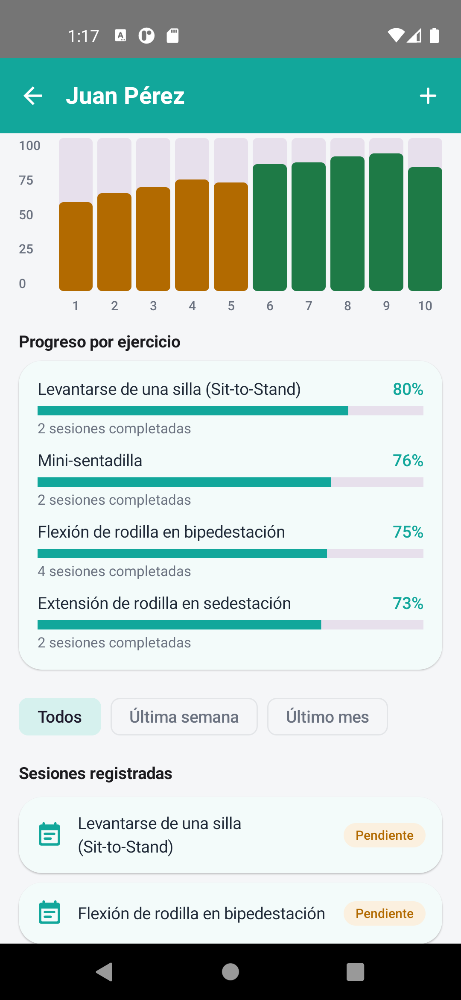 1:17
Juan Pérez
100
75
50
25
0
1 2 3 4 5 6 7 8 9 10
Progreso por ejercicio
Levantarse de una silla (Sit-to-Stand) 80%
2 sesiones completadas
Mini-sentadilla 76%
2 sesiones completadas
Flexión de rodilla en bipedestación 75%
4 sesiones completadas
Extensión de rodilla en sedestación 73%
2 sesiones completadas
Todos Última semana Último mes
Sesiones registradas
Levantarse de una silla
(Sit-to-Stand)
Pendiente
Flexión de rodilla en bipedestación Pendiente